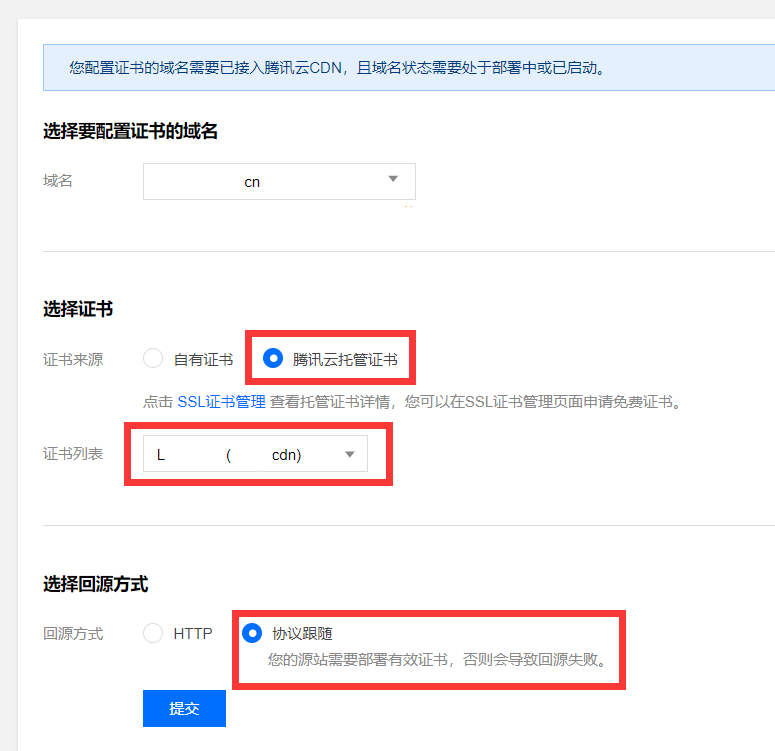 您配置证书的域名需要已接入腾讯云CDN，且域名状态需要处于部署中或已启动。
选择要配置证书的域名
域名 cn
选择证书
证书来源 自有证书 腾讯云托管证书
点击 SSL证书管理 查看托管证书详情，您可以在SSL证书管理页面申请免费证书。
证书列表 L ( cdn)
选择回源方式
回源方式 HTTP 协议跟随
您的源站需要部署有效证书，否则会导致回源失败。
提交